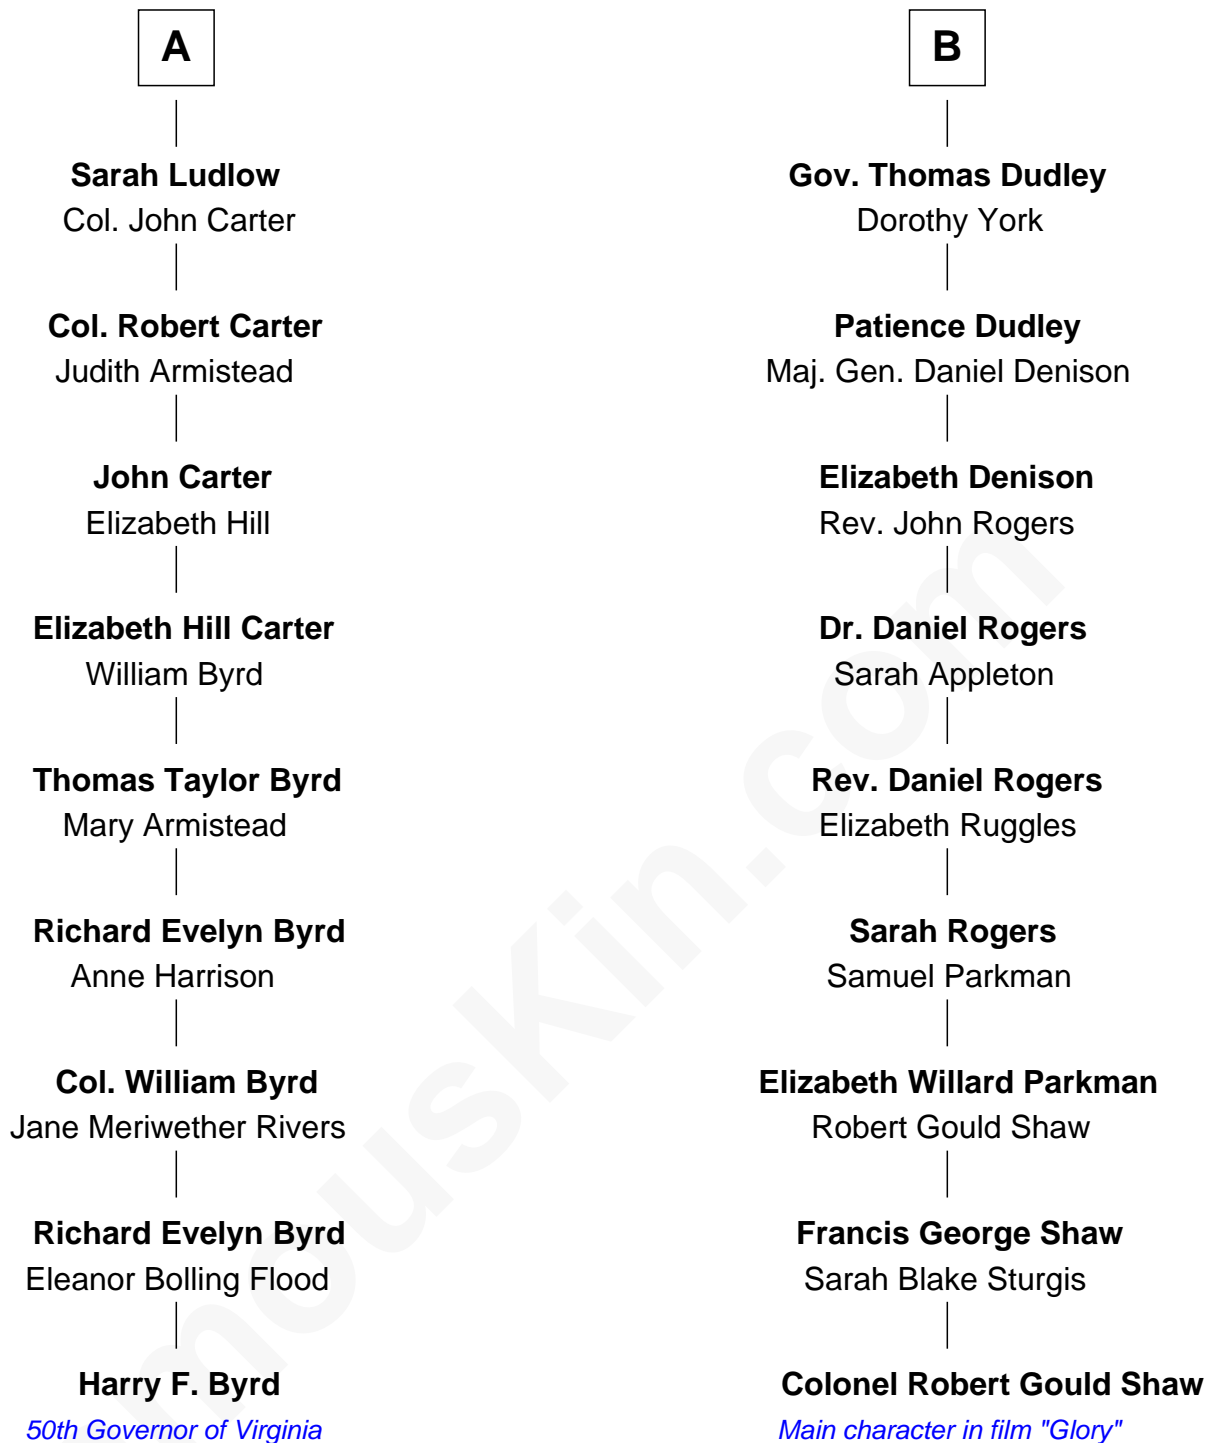 A
Sarah Ludlow
Col. John Carter
Col. Robert Carter
Judith Armistead
John Carter
Elizabeth Hill
Elizabeth Hill Carter
William Byrd
Thomas Taylor Byrd
Mary Armistead
Richard Evelyn Byrd
Anne Harrison
Col. William Byrd
Jane Meriwether Rivers
Richard Evelyn Byrd
Eleanor Bolling Flood
Harry F. Byrd
50th Governor of Virginia
B
Gov. Thomas Dudley
Dorothy York
Patience Dudley
Maj. Gen. Daniel Denison
Elizabeth Denison
Rev. John Rogers
Dr. Daniel Rogers
Sarah Appleton
Rev. Daniel Rogers
Elizabeth Ruggles
Sarah Rogers
Samuel Parkman
Elizabeth Willard Parkman
Robert Gould Shaw
Francis George Shaw
Sarah Blake Sturgis
Colonel Robert Gould Shaw
Main character in film "Glory"
mousKin.com